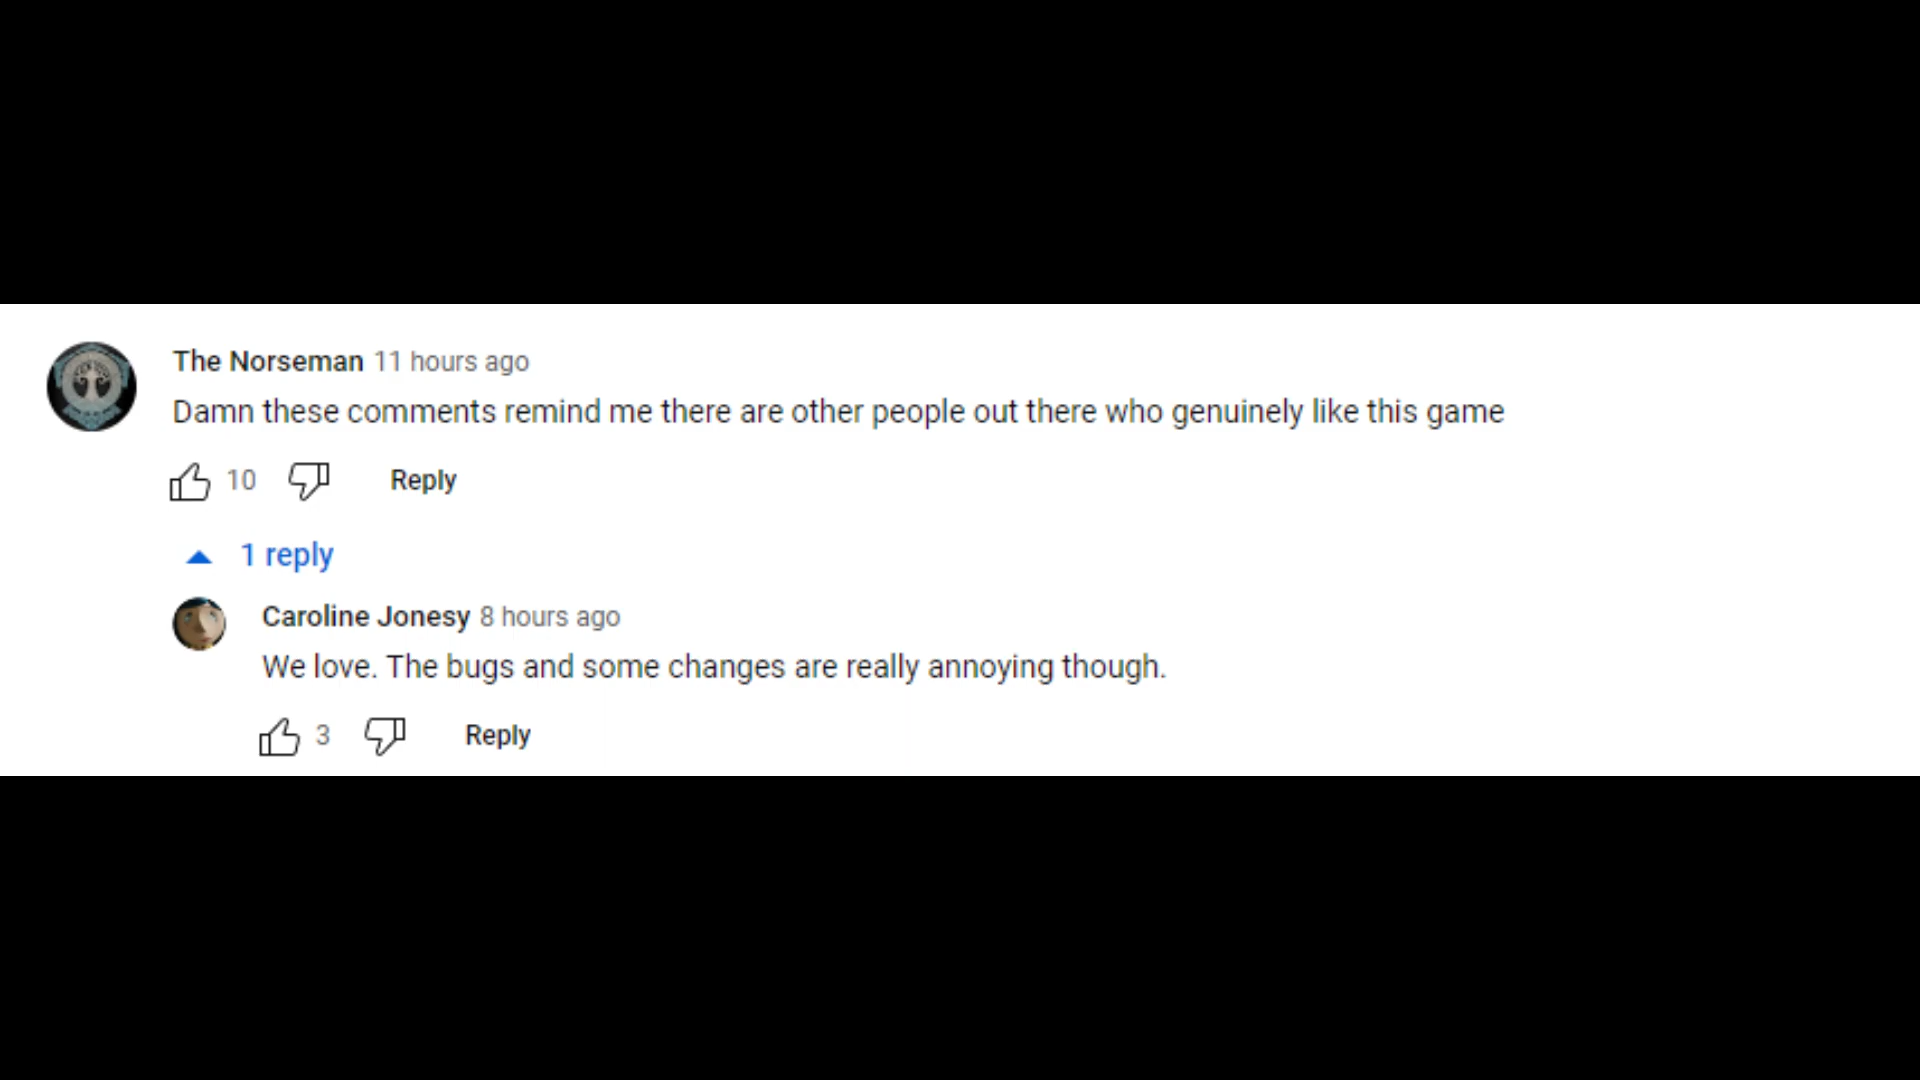 The Norseman 11 hours ago
Damn these comments remind me there are other people out there who genuinely like this game
10 Reply
1 reply
Caroline Jonesy 8 hours ago
We love. The bugs and some changes are really annoying though.
3 Reply